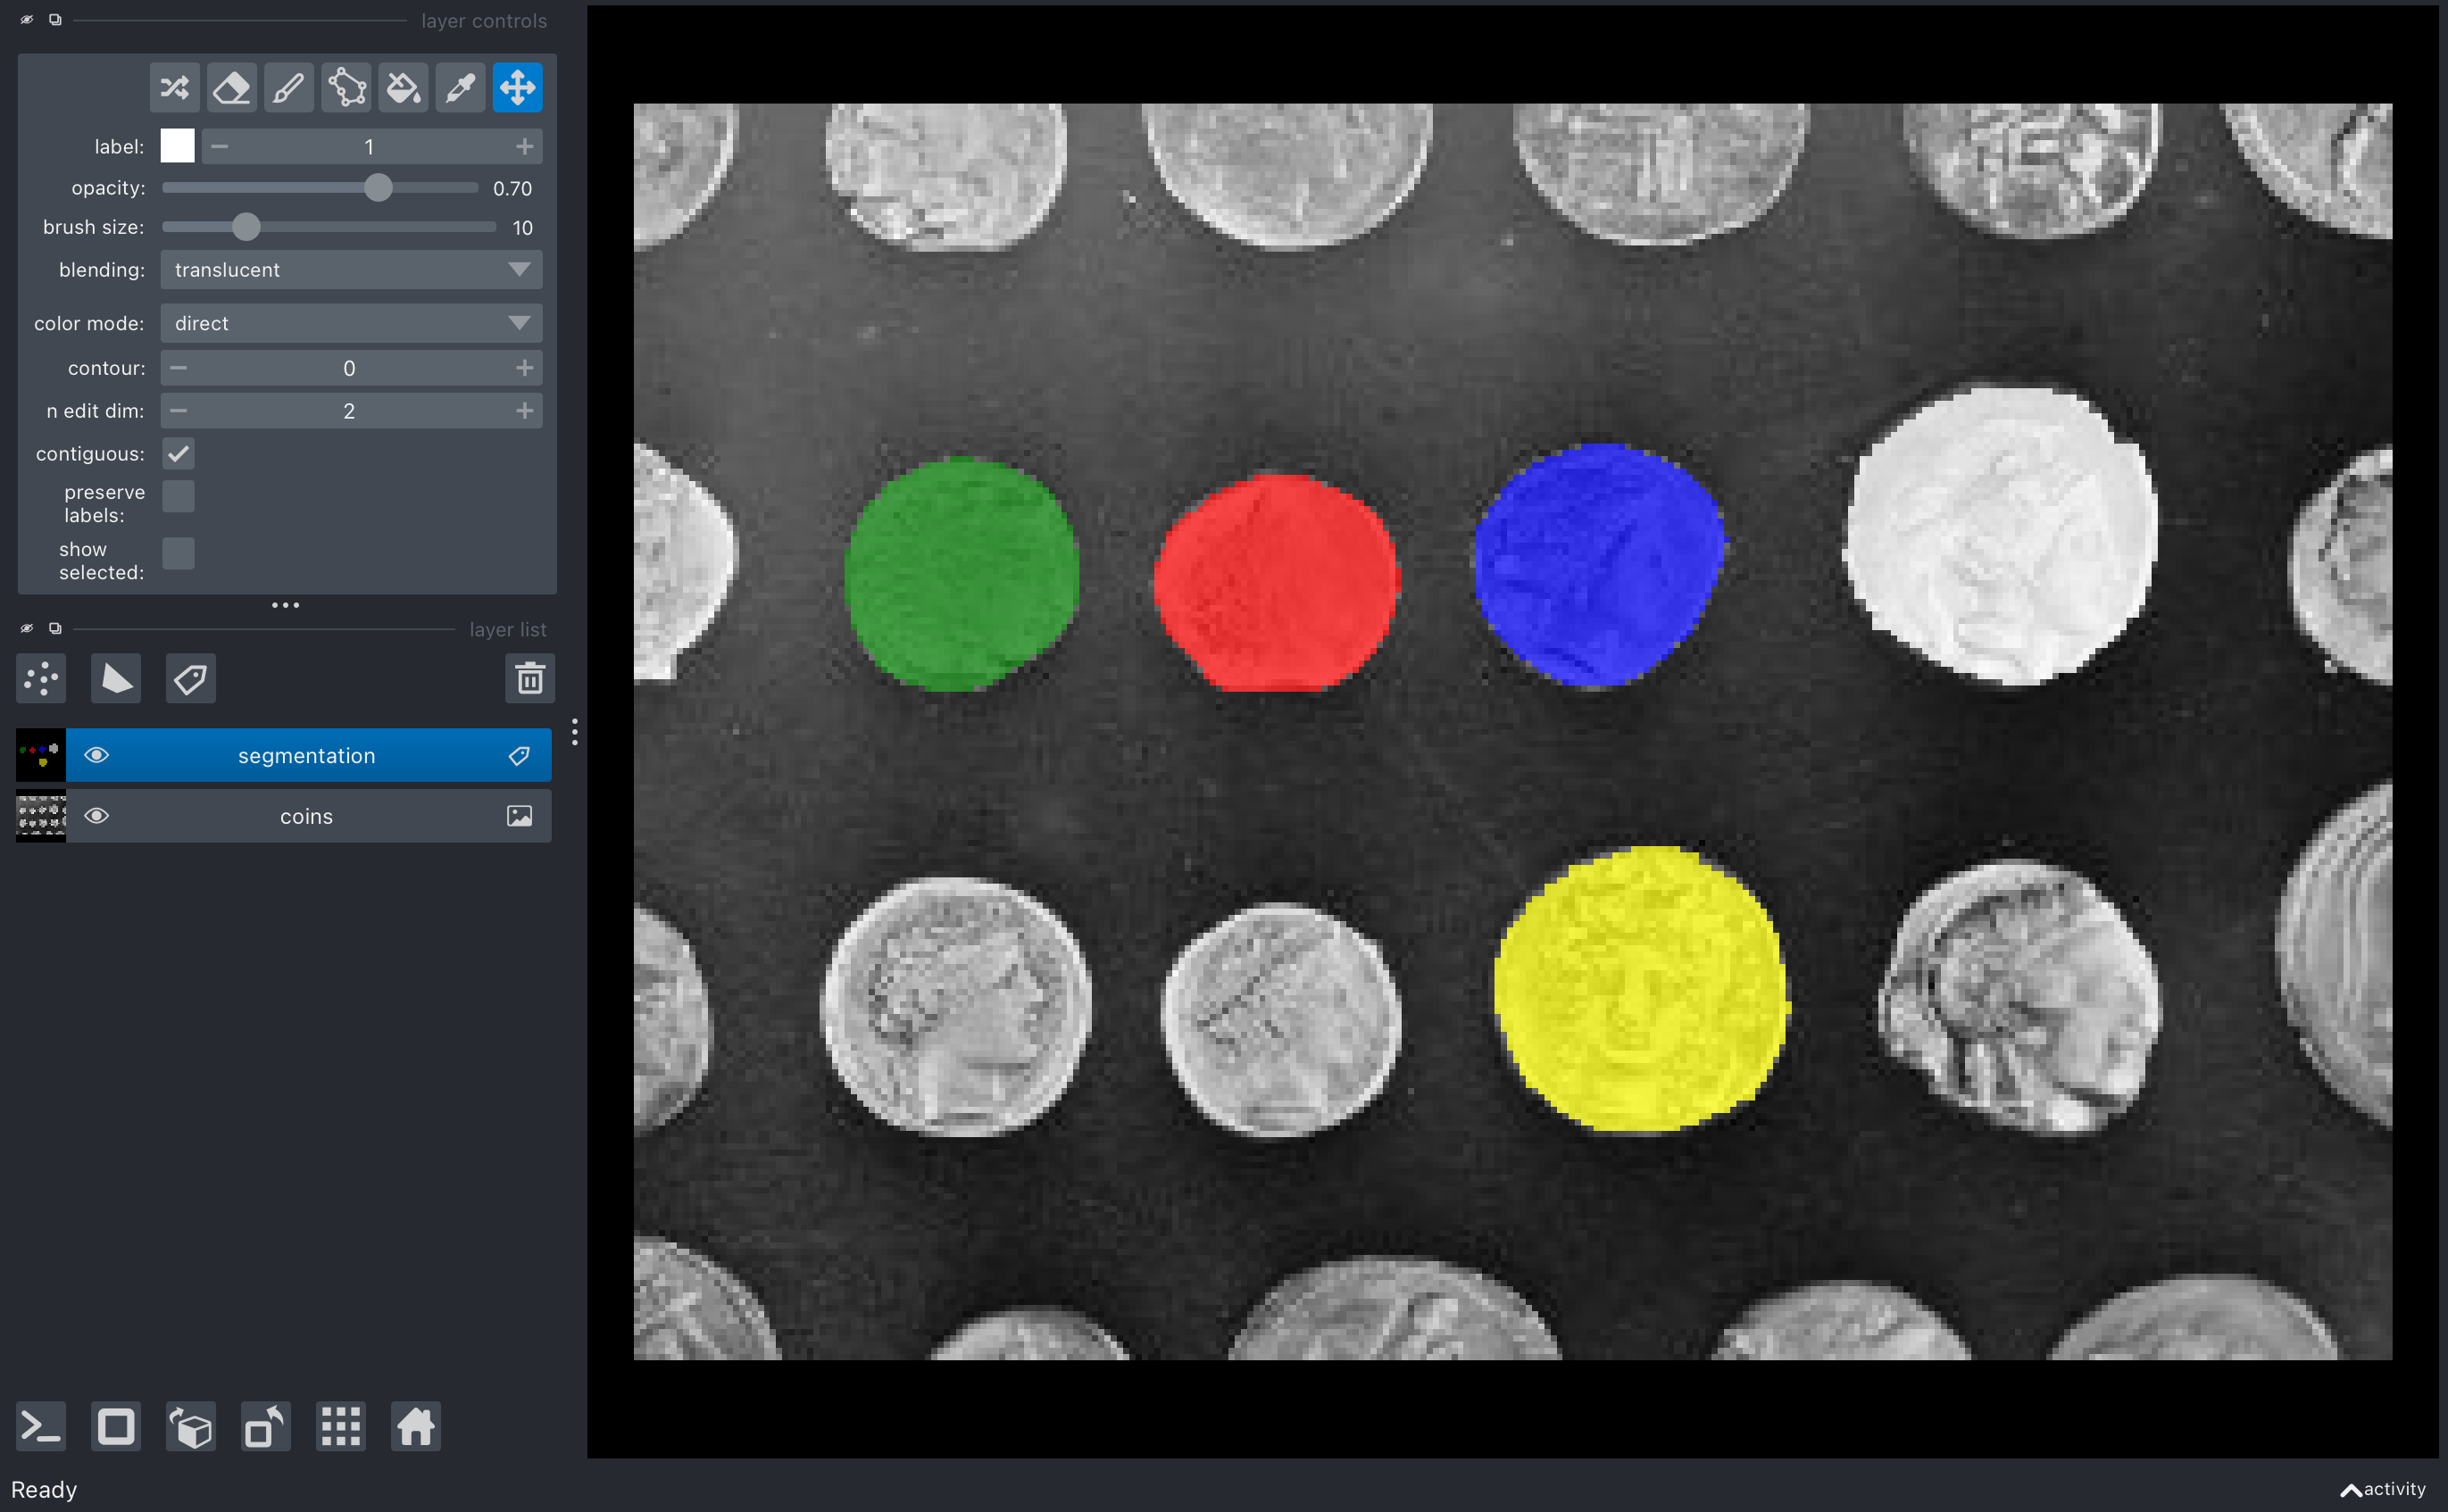 layer controls
label: 1
opacity: 0.70
brush size: 10
blending: translucent
color mode: direct
contour: 0
n edit dim: 2
contiguous:
preserve
labels:
show
selected:
layer list
segmentation
coins
Ready
activity